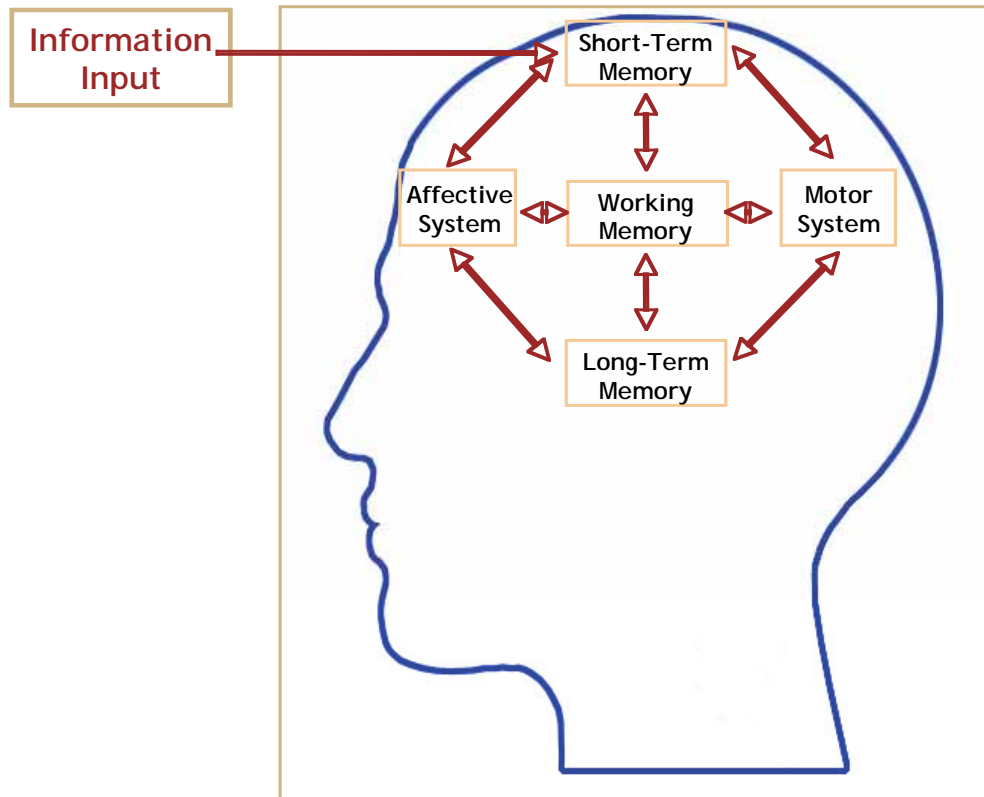 Information
Input
Short-Term
Memory
Affective
System
Working
Memory
Motor
System
Long-Term
Memory